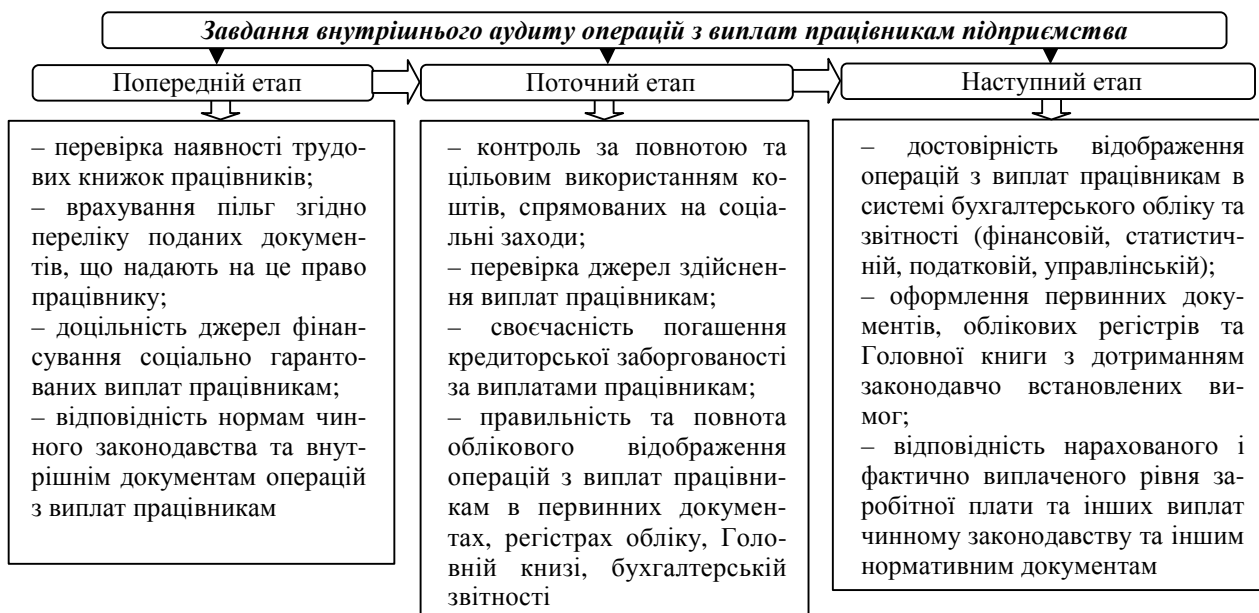 Завдання внутрішнього аудиту операцій з виплат працівникам підприємства
Попередній етап
Поточний етап
Наступний етап
– перевірка наявності трудо-
вих книжок працівників;
– врахування пільг згідно
переліку поданих докумен-
тів, що надають на це право
працівнику;
– доцільність джерел фінан-
сування соціально гаранто-
ваних виплат працівникам;
– відповідність нормам чин-
ного законодавства та внут-
рішнім документам операцій
з виплат працівникам
– контроль за повнотою та
цільовим використанням ко-
штів, спрямованих на соціа-
льні заходи;
– перевірка джерел здійснен-
ня виплат працівникам;
– своєчасність погашення
кредиторської заборгованості
за виплатами працівникам;
– правильність та повнота
облікового відображення
операцій з виплат працівни-
кам в первинних докумен-
тах, регістрах обліку, Голо-
вній книзі, бухгалтерській
звітності
– достовірність відображення
операцій з виплат працівникам в
системі бухгалтерського обліку та
звітності (фінансовій, статистич-
ній, податковій, управлінській);
– оформлення первинних доку-
ментів, облікових регістрів та
Головної книги з дотриманням
законодавчо встановлених ви-
мог;
– відповідність нарахованого і
фактично виплаченого рівня за-
робітної плати та інших виплат
чинному законодавству та іншим
нормативним документам